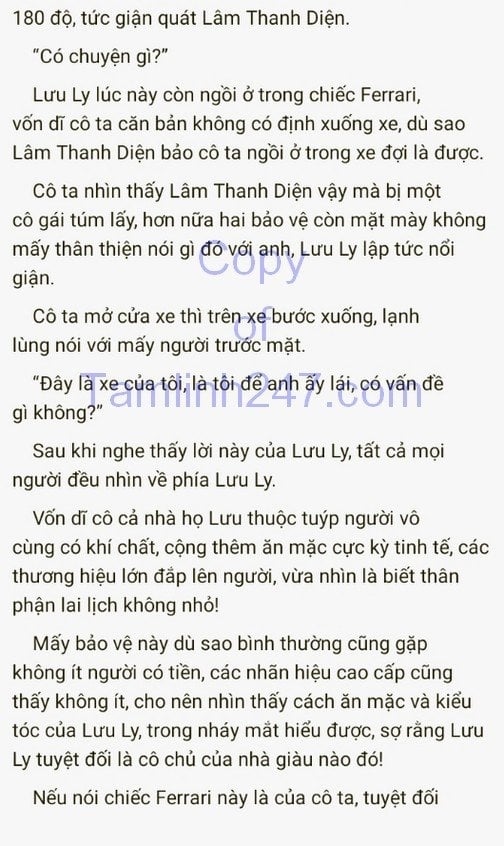 180 độ, tức giận quát Lâm Thanh Diện.
“Có chuyện gì?”
Lưu Ly lúc này còn ngồi ở trong chiếc Ferrari,
vốn dĩ cô ta căn bản không có định xuống xe, dù sao
Lâm Thanh Diện bảo cô ta ngồi ở trong xe đợi là được.
Cô ta nhìn thấy Lâm Thanh Diện vậy mà bị một
cô gái túm lấy, hơn nữa hai bảo vệ còn mặt mày không
mấy thân thiện nói gì đó với anh, Lưu Ly lập tức nổi
giận.
Cô ta mở cửa xe thì trên xe bước xuống, lạnh
lùng nói với mấy người trước mặt.
“Đây là xe của tôi, là tôi để anh ấy lái, có vấn đề
gì không?”
Sau khi nghe thấy lời này của Lưu Ly, tất cả mọi
người đều nhìn về phía Lưu Ly.
Vốn dĩ cô cả nhà họ Lưu thuộc tuýp người vô
cùng có khí chất, cộng thêm ăn mặc cực kỳ tinh tế, các
thương hiệu lớn đắp lên người, vừa nhìn là biết thân
phận lai lịch không nhỏ!
Mấy bảo vệ này dù sao bình thường cũng gặp
không ít người có tiền, các nhãn hiệu cao cấp cũng
thấy không ít, cho nên nhìn thấy cách ăn mặc và kiểu
tóc của Lưu Ly, trong nháy mắt hiểu được, sợ rằng Lưu
Ly tuyệt đối là cô chủ của nhà giàu nào đó!
Nếu nói chiếc Ferrari này là của cô ta, tuyệt đối
Copy
of
Tamlinh247.com